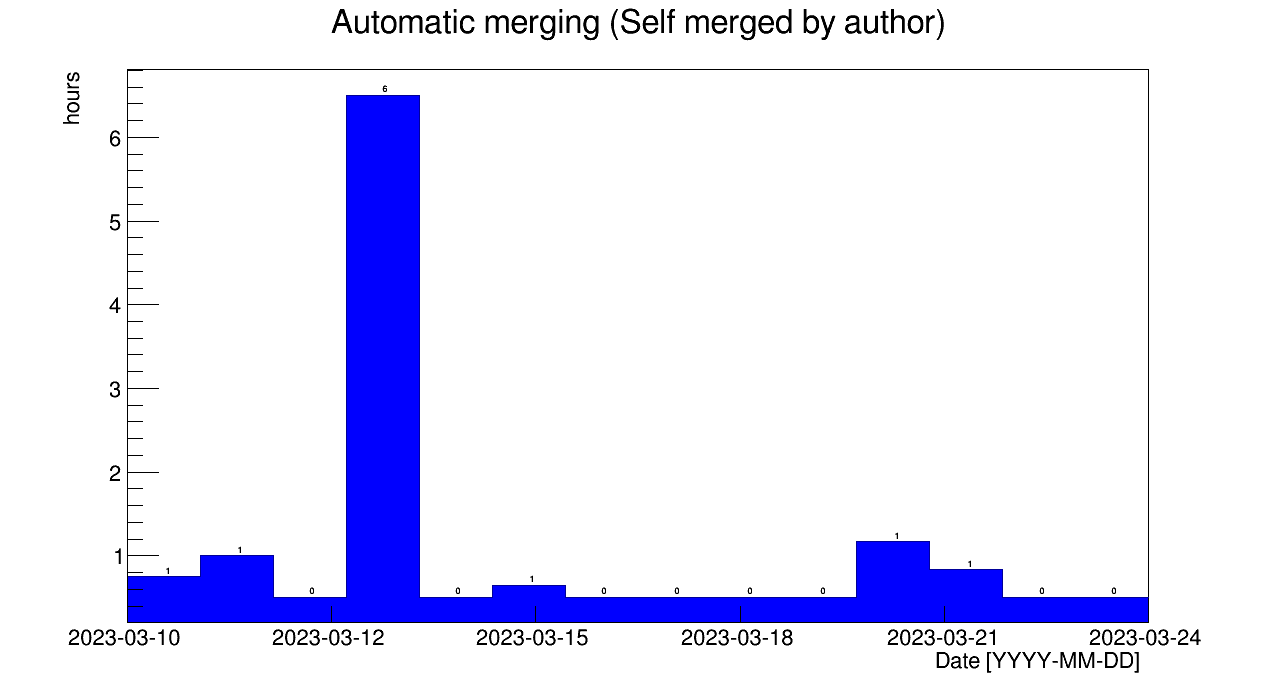 Automatic merging (Self merged by author)
hours
6
5
4
3
2
1
1 1 0 6 0 1 0 0 0 0 1 1 0 0
2023-03-10 2023-03-12 2023-03-15 2023-03-18 2023-03-21 2023-03-24
Date [YYYY-MM-DD]